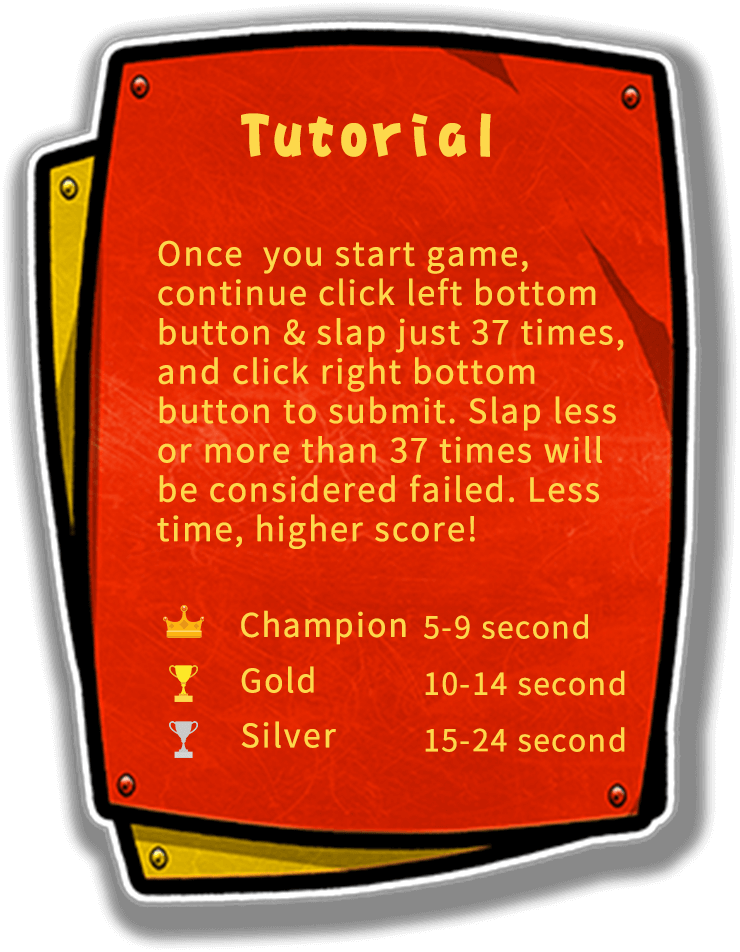 Tutorial
Once you start game,
continue click left bottom
button & slap just 37 times,
and click right bottom
button to submit. Slap less
or more than 37 times will
be considered failed. Less
time, higher score!
Champion 5-9 second
Gold 10-14 second
Silver 15-24 second